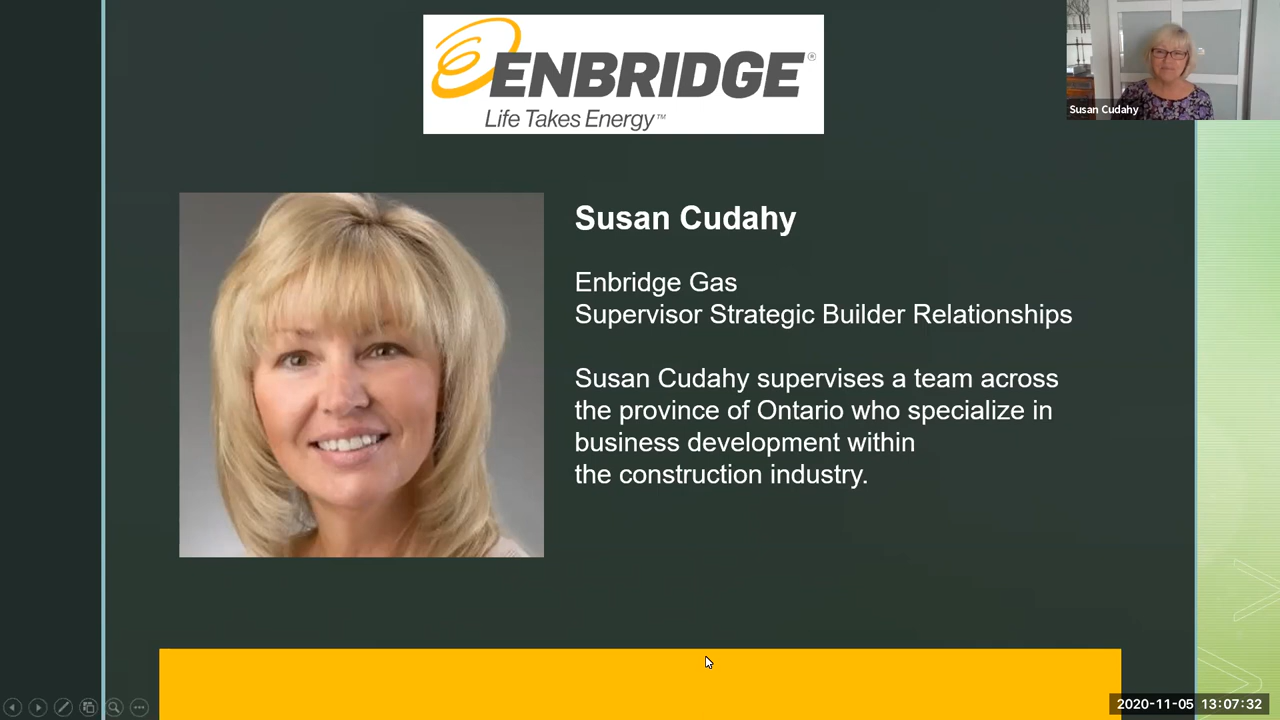 ENBRIDGE®
Life Takes Energy™
Susan Cudahy
Susan Cudahy
Enbridge Gas
Supervisor Strategic Builder Relationships
Susan Cudahy supervises a team across
the province of Ontario who specialize in
business development within
the construction industry.
2020-11-05 13:07:32